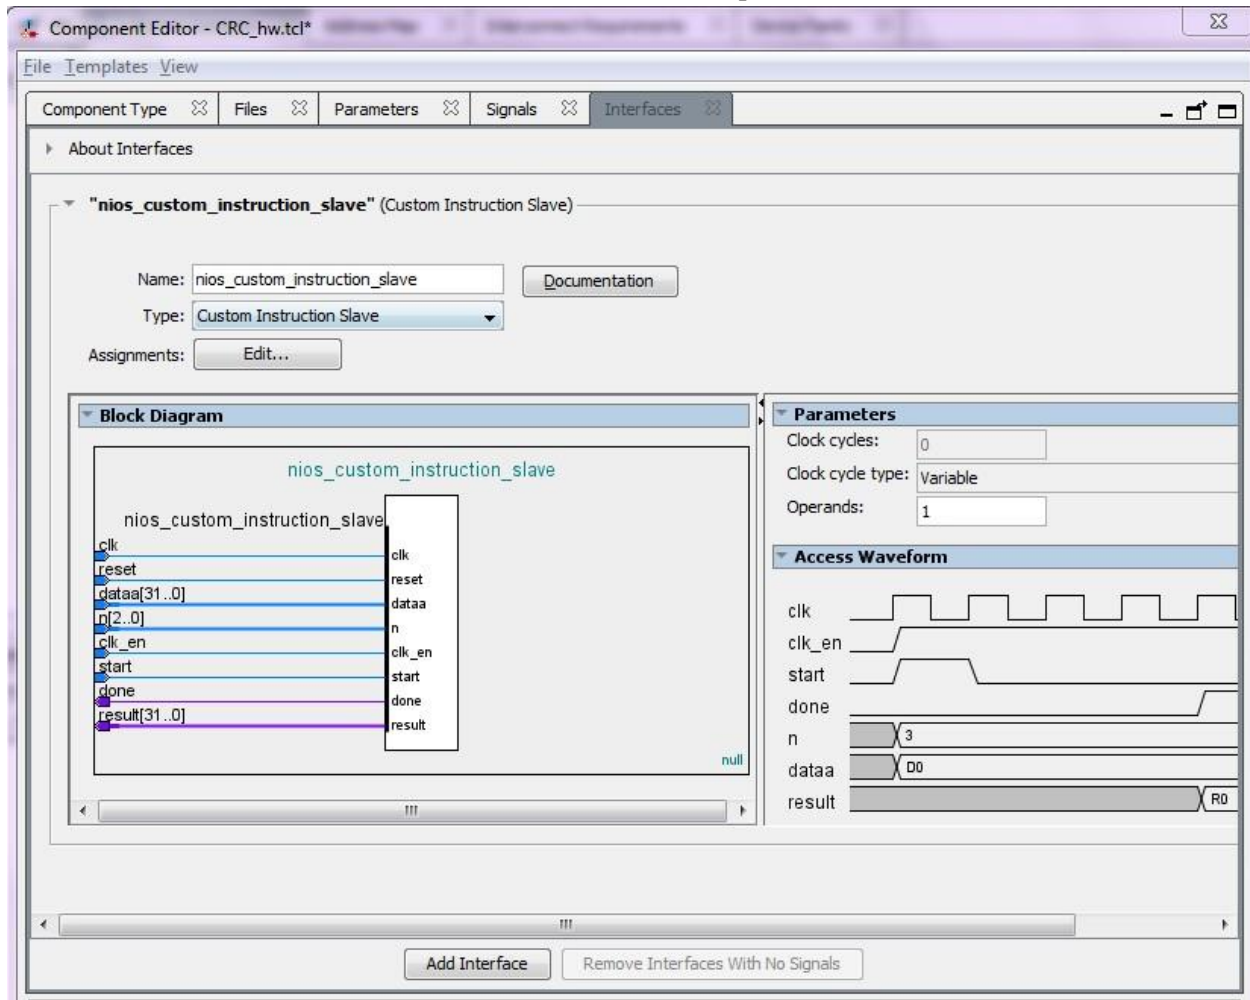 Component Editor - CRC_hw.tcl*
File Templates View
Component Type Files Parameters Signals Interfaces
About Interfaces
"nios_custom_instruction_slave" (Custom Instruction Slave)
Name: nios_custom_instruction_slave Documentation
Type: Custom Instruction Slave
Assignments: Edit...
Block Diagram
nios_custom_instruction_slave
nios_custom_instruction_slave
clk
clk
reset
reset
dataa[31..0]
dataa
n[2..0]
n
clk_en
clk_en
start
start
done
done
result[31..0]
result
null
Parameters
Clock cycles: 0
Clock cycle type: Variable
Operands: 1
Access Waveform
clk
clk_en
start
done
n 3
dataa D0
result R0
Add Interface Remove Interfaces With No Signals